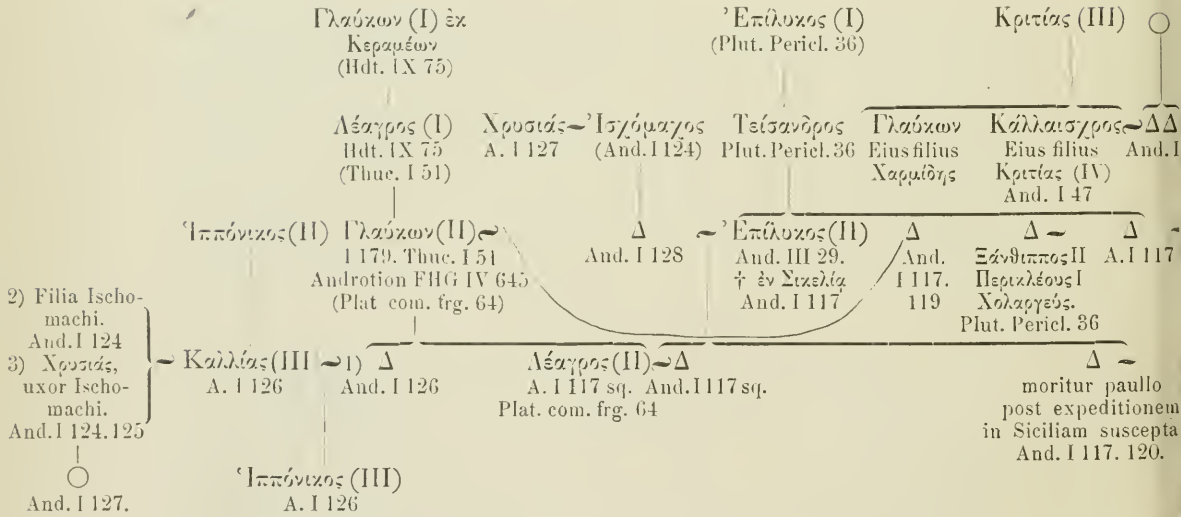 Γλαύκων (I) ἐκ
Κεραμέων
(Hdt. IX 75)
Ἐπίλυκος (I)
(Plut. Pericl. 36)
Κριτίας (III)
Λέαγρος (I)
Hdt. IX 75
(Thuc. I 51)
Χρυσιάς~Ἰσχόμαχος
A. I 127
(And. I 124)
Τείσανδρος
Plut. Pericl. 36
Γλαύκων
Eius filius
Χαρμίδης
Κάλλαισχρος~ΔΔ
Eius filius
Κριτίας (IV)
And. I 47
And. I
Ἱππόνικος (II)
Γλαύκων (II)~
I 179. Thuc. I 51
Androtion FHG IV 645
(Plat com. frg. 64)
Δ
And. I 128
~Ἐπίλυκος (II)
And. III 29.
† ἐν Σικελίᾳ
And. I 117
Δ
And.
I 117.
119
Δ ~
Ξάνθιππος II
Περικλέους I
Χολαργεύς.
Plut. Pericl. 36
Δ ~
A. I 117
2) Filia Ischo-
machi.
And. I 124
3) Χρυσιάς,
uxor Ischo-
machi.
And. I 124. 125
And. I 127.
~ Καλλίας (III ~1) Δ
A. I 126
And. I 126
Λέαγρος (II)~Δ
A. I 117 sq. And. I 117 sq.
Plat. com. frg. 64
Δ ~
moritur paullo
post expeditionem
in Siciliam suscepta
And. I 117. 120.
Ἱππόνικος (III)
A. I 126